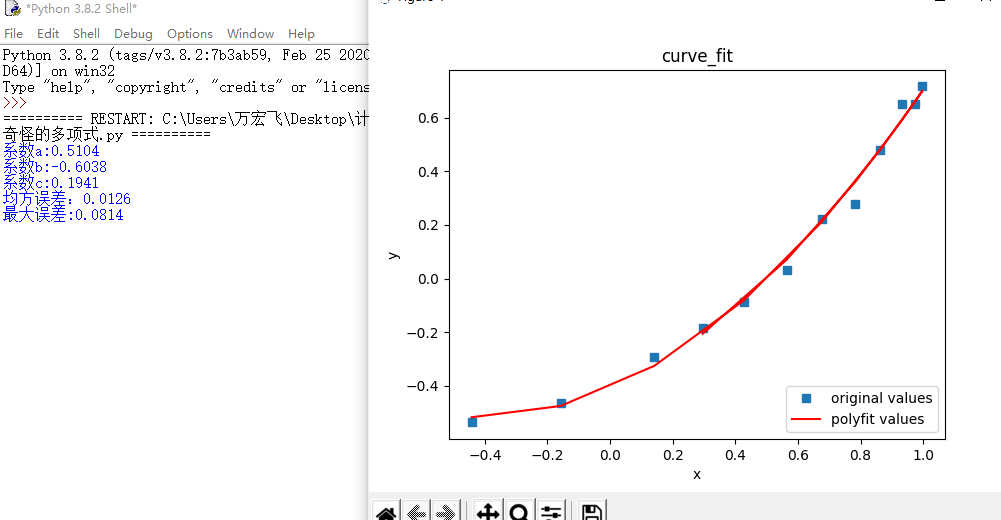 *Python 3.8.2 Shell*
File Edit Shell Debug Options Window Help
Python 3.8.2 (tags/v3.8.2:7b3ab59, Feb 25 2020
D64)] on win32
Type "help", "copyright", "credits" or "licens
>>>
========== RESTART: C:\Users\万宏飞\Desktop\计
奇怪的多项式.py ==========
系数a:0.5104
系数b:-0.6038
系数c:0.1941
均方误差：0.0126
最大误差:0.0814
curve_fit
0.6
0.4
0.2
0.0
−0.2
−0.4
y
−0.4 −0.2 0.0 0.2 0.4 0.6 0.8 1.0
x
original values
polyfit values